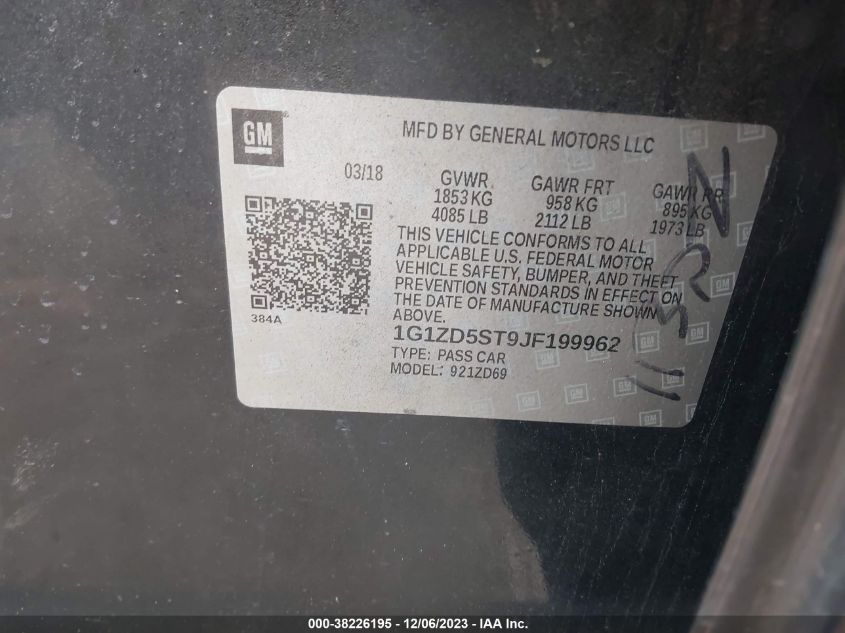 GM
MFD BY GENERAL MOTORS LLC
03/18
GVWR
1853 KG
4085 LB
GAWR FRT
958 KG
2112 LB
GAWR RR
895 KG
1973 LB
THIS VEHICLE CONFORMS TO ALL
APPLICABLE U.S. FEDERAL MOTOR
VEHICLE SAFETY, BUMPER, AND THEFT
PREVENTION STANDARDS IN EFFECT ON
THE DATE OF MANUFACTURE SHOWN
ABOVE.
384A
1G1ZD5ST9JF199962
TYPE: PASS CAR
MODEL: 921ZD69
000-38226195 - 12/06/2023 - IAA Inc.